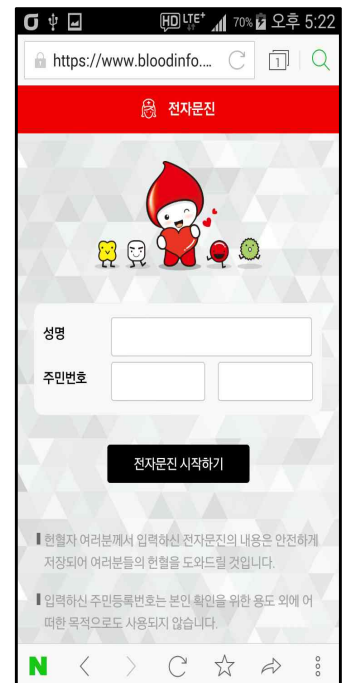 HD LTE+ 70% 오후 5:22
https://www.bloodinfo.... 1
전자문진
성명
주민번호
전자문진 시작하기
헌혈자 여러분께서 입력하신 전자문진의 내용은 안전하게
저장되어 여러분들의 헌혈을 도와드릴 것입니다.
입력하신 주민등록번호는 본인 확인을 위한 용도 외에 어
떠한 목적으로도 사용되지 않습니다.
N